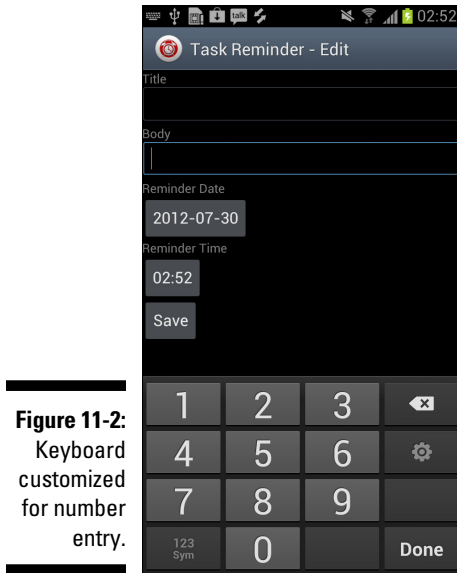 talk
02:52
Task Reminder - Edit
Title
Body
Reminder Date
2012-07-30
Reminder Time
02:52
Save
1 2 3
4 5 6
7 8 9
123
Sym
0
Done
Figure 11-2:
Keyboard
customized
for number
entry.